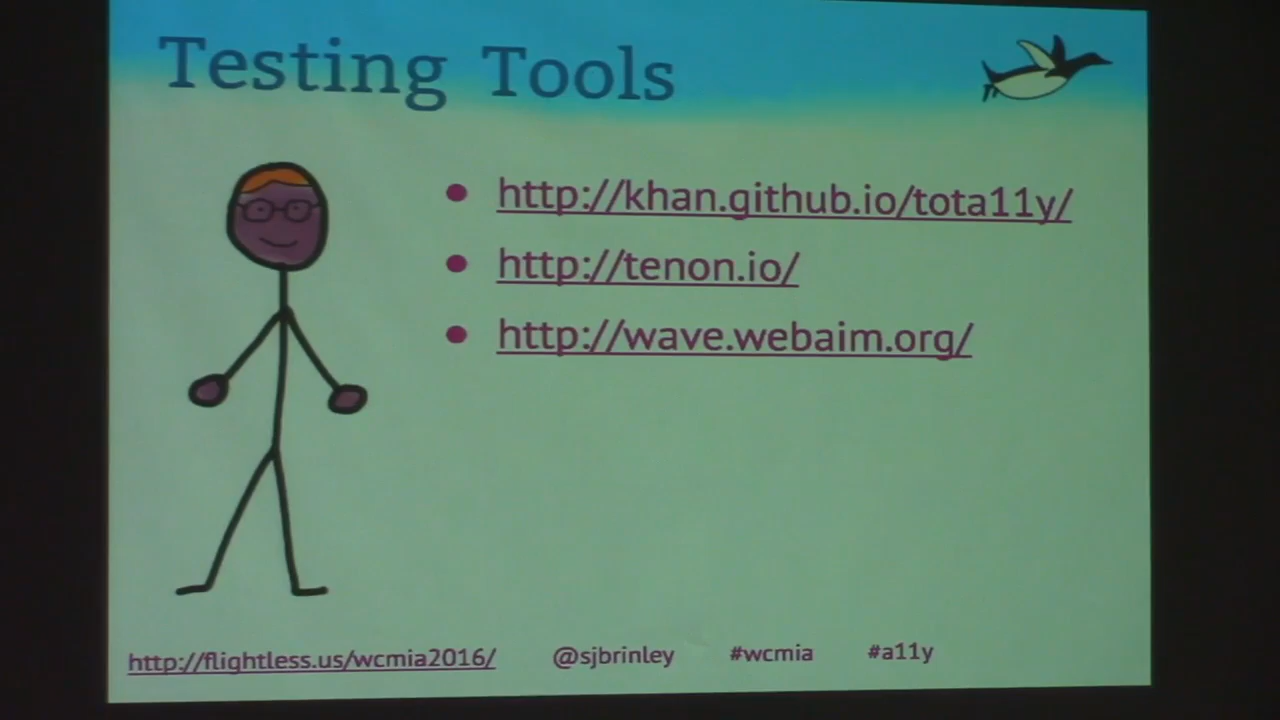 Testing Tools
http://khan.github.io/tota11y/
http://tenon.io/
http://wave.webaim.org/
http://flightless.us/wcmia2016/ @sjbrinley #wcmia #a11y